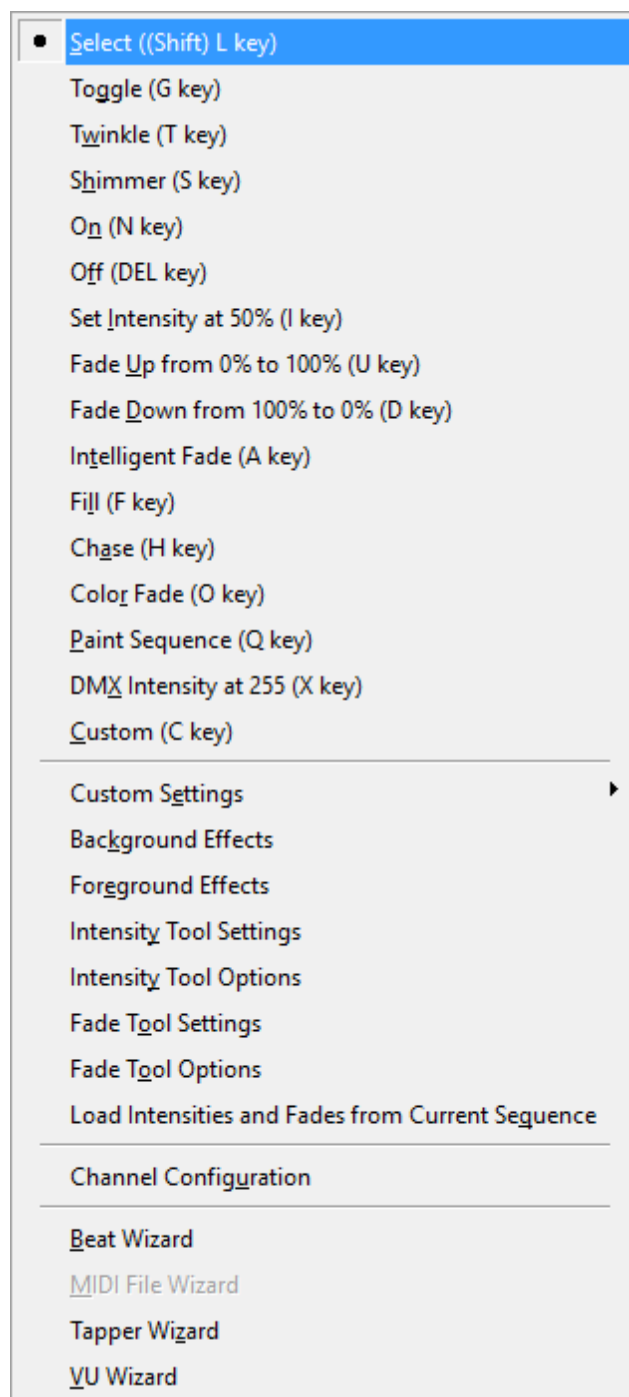 Select ((Shift) L key)
Toggle (G key)
Twinkle (T key)
Shimmer (S key)
On (N key)
Off (DEL key)
Set Intensity at 50% (I key)
Fade Up from 0% to 100% (U key)
Fade Down from 100% to 0% (D key)
Intelligent Fade (A key)
Fill (F key)
Chase (H key)
Color Fade (O key)
Paint Sequence (Q key)
DMX Intensity at 255 (X key)
Custom (C key)
Custom Settings
Background Effects
Foreground Effects
Intensity Tool Settings
Intensity Tool Options
Fade Tool Settings
Fade Tool Options
Load Intensities and Fades from Current Sequence
Channel Configuration
Beat Wizard
MIDI File Wizard
Tapper Wizard
VU Wizard